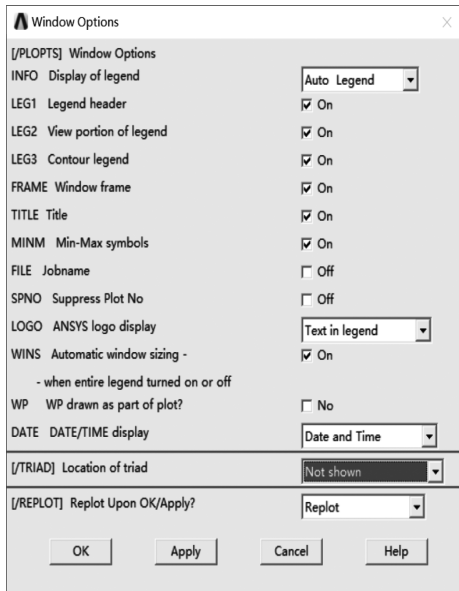 Window Options
[/PLOPTS] Window Options
INFO Display of legend Auto Legend
LEG1 Legend header On
LEG2 View portion of legend On
LEG3 Contour legend On
FRAME Window frame On
TITLE Title On
MINM Min-Max symbols On
FILE Jobname Off
SPNO Suppress Plot No Off
LOGO ANSYS logo display Text in legend
WINS Automatic window sizing - On
- when entire legend turned on or off
WP WP drawn as part of plot? No
DATE DATE/TIME display Date and Time
[/TRIAD] Location of triad Not shown
[/REPLOT] Replot Upon OK/Apply? Replot
OK Apply Cancel Help